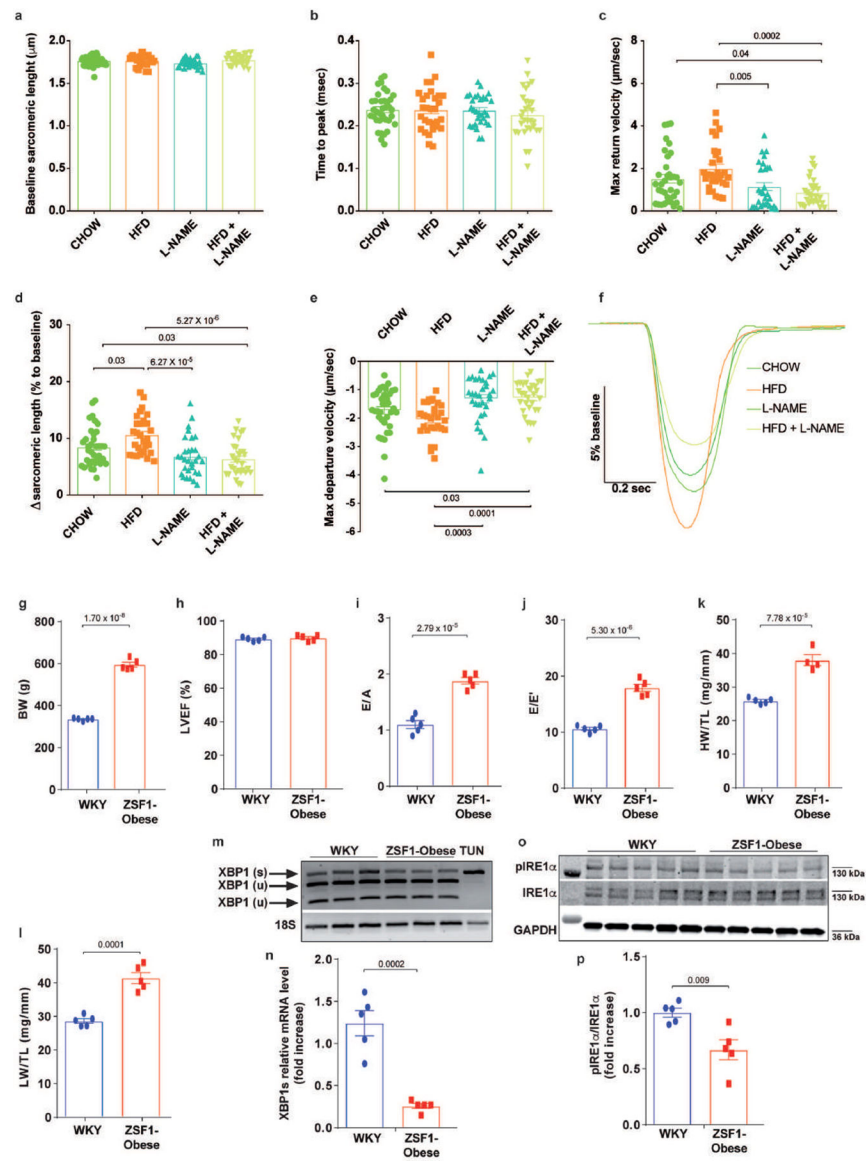 a
Baseline sarcomeric lenght (µm)
2.0
1.5
1.0
0.5
0.0
CHOW
HFD
L-NAME
HFD +
L-NAME
b
Time to peak (msec)
0.4
0.3
0.2
0.1
0.0
CHOW
HFD
L-NAME
HFD +
L-NAME
c
Max return velocity (µm/sec)
8
6
4
2
0
0.0002
0.04
0.005
CHOW
HFD
L-NAME
HFD +
L-NAME
d
Δsarcomeric length (% to baseline)
30
20
10
0
5.27 X 10⁻⁶
0.03
0.03
6.27 X 10⁻⁵
CHOW
HFD
L-NAME
HFD +
L-NAME
e
CHOW
HFD
L-NAME
HFD +
L-NAME
Max departure velocity (µm/sec)
0
-1
-2
-3
-4
-5
-6
0.03
0.0001
0.0003
f
CHOW
HFD
L-NAME
HFD + L-NAME
5% baseline
0.2 sec
g
BW (g)
800
600
400
200
0
1.70 x 10⁻⁸
WKY
ZSF1-
Obese
h
LVEF (%)
100
80
60
40
20
0
WKY
ZSF1-
Obese
i
E/A
3
2
1
0
2.79 x 10⁻⁵
WKY
ZSF1-
Obese
j
E/E'
25
20
15
10
5
0
5.30 x 10⁻⁶
WKY
ZSF1-
Obese
k
HW/TL (mg/mm)
50
40
30
20
10
0
7.78 x 10⁻⁵
WKY
ZSF1-
Obese
l
LW/TL (mg/mm)
50
40
30
20
10
0
0.0001
WKY
ZSF1-
Obese
m
WKY
ZSF1-Obese
TUN
XBP1 (s)
XBP1 (u)
XBP1 (u)
18S
n
XBP1s relative mRNA level
(fold increase)
2.0
1.5
1.0
0.5
0.0
0.0002
WKY
ZSF1-
Obese
o
WKY
ZSF1-Obese
pIRE1α
130 kDa
IRE1α
130 kDa
GAPDH
36 kDa
p
pIRE1α/IRE1α
(fold increase)
1.5
1.0
0.5
0.0
0.009
WKY
ZSF1-
Obese